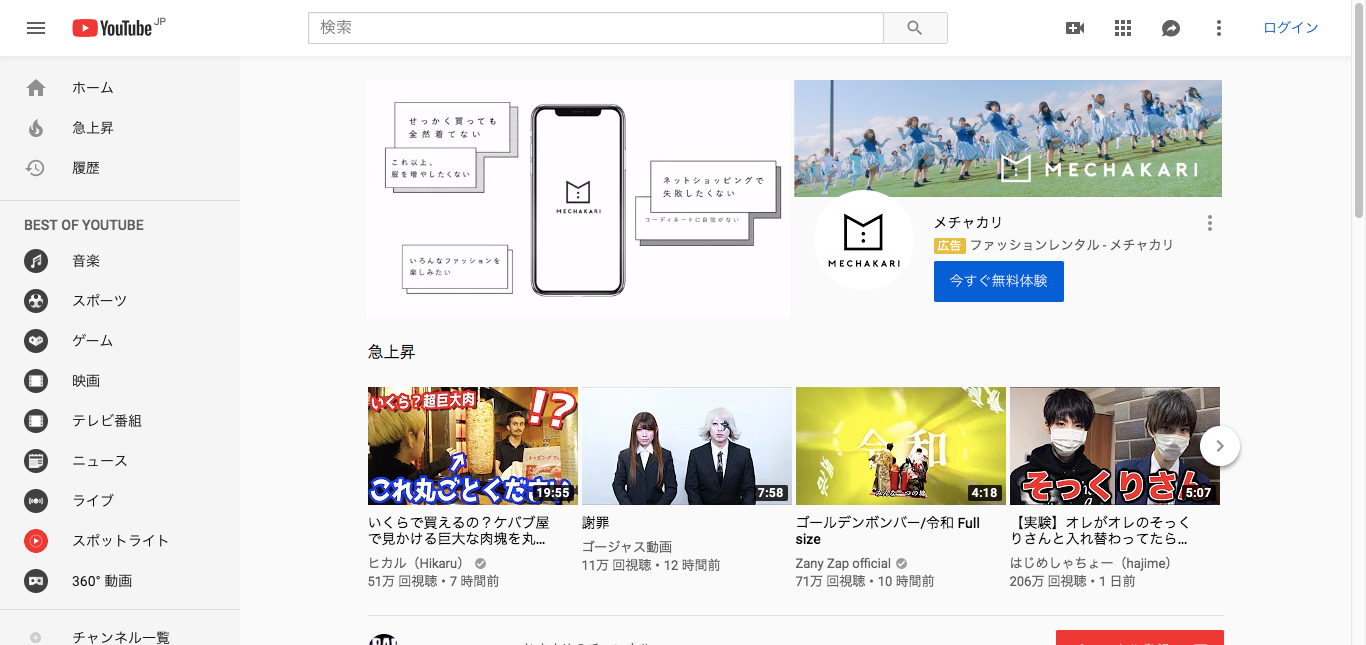 YouTube JP
検索
ログイン
ホーム
急上昇
履歴
BEST OF YOUTUBE
音楽
スポーツ
ゲーム
映画
テレビ番組
ニュース
ライブ
スポットライト
360° 動画
チャンネル一覧
せっかく買っても
全然着てない
これ以上、
服を増やしたくない
MECHAKARI
ネットショッピングで
失敗したくない
コーディネートに自信がない
いろんなファッションを
楽しみたい
MECHAKARI
MECHAKARI
メチャカリ
広告 ファッションレンタル - メチャカリ
今すぐ無料体験
急上昇
いくら?超巨大肉
!?
これ丸ごとください
19:55
いくらで買えるの?ケバブ屋
で見かける巨大な肉塊を丸...
ヒカル(Hikaru)
51万 回視聴・7 時間前
7:58
謝罪
ゴージャス動画
11万 回視聴・12 時間前
令和
4:18
ゴールデンボンバー/令和 Full
size
Zany Zap official
71万 回視聴・10 時間前
そっくりさん
5:07
【実験】オレがオレのそっく
りさんと入れ替わってたら...
はじめしゃちょー(hajime)
206万 回視聴・1 日前